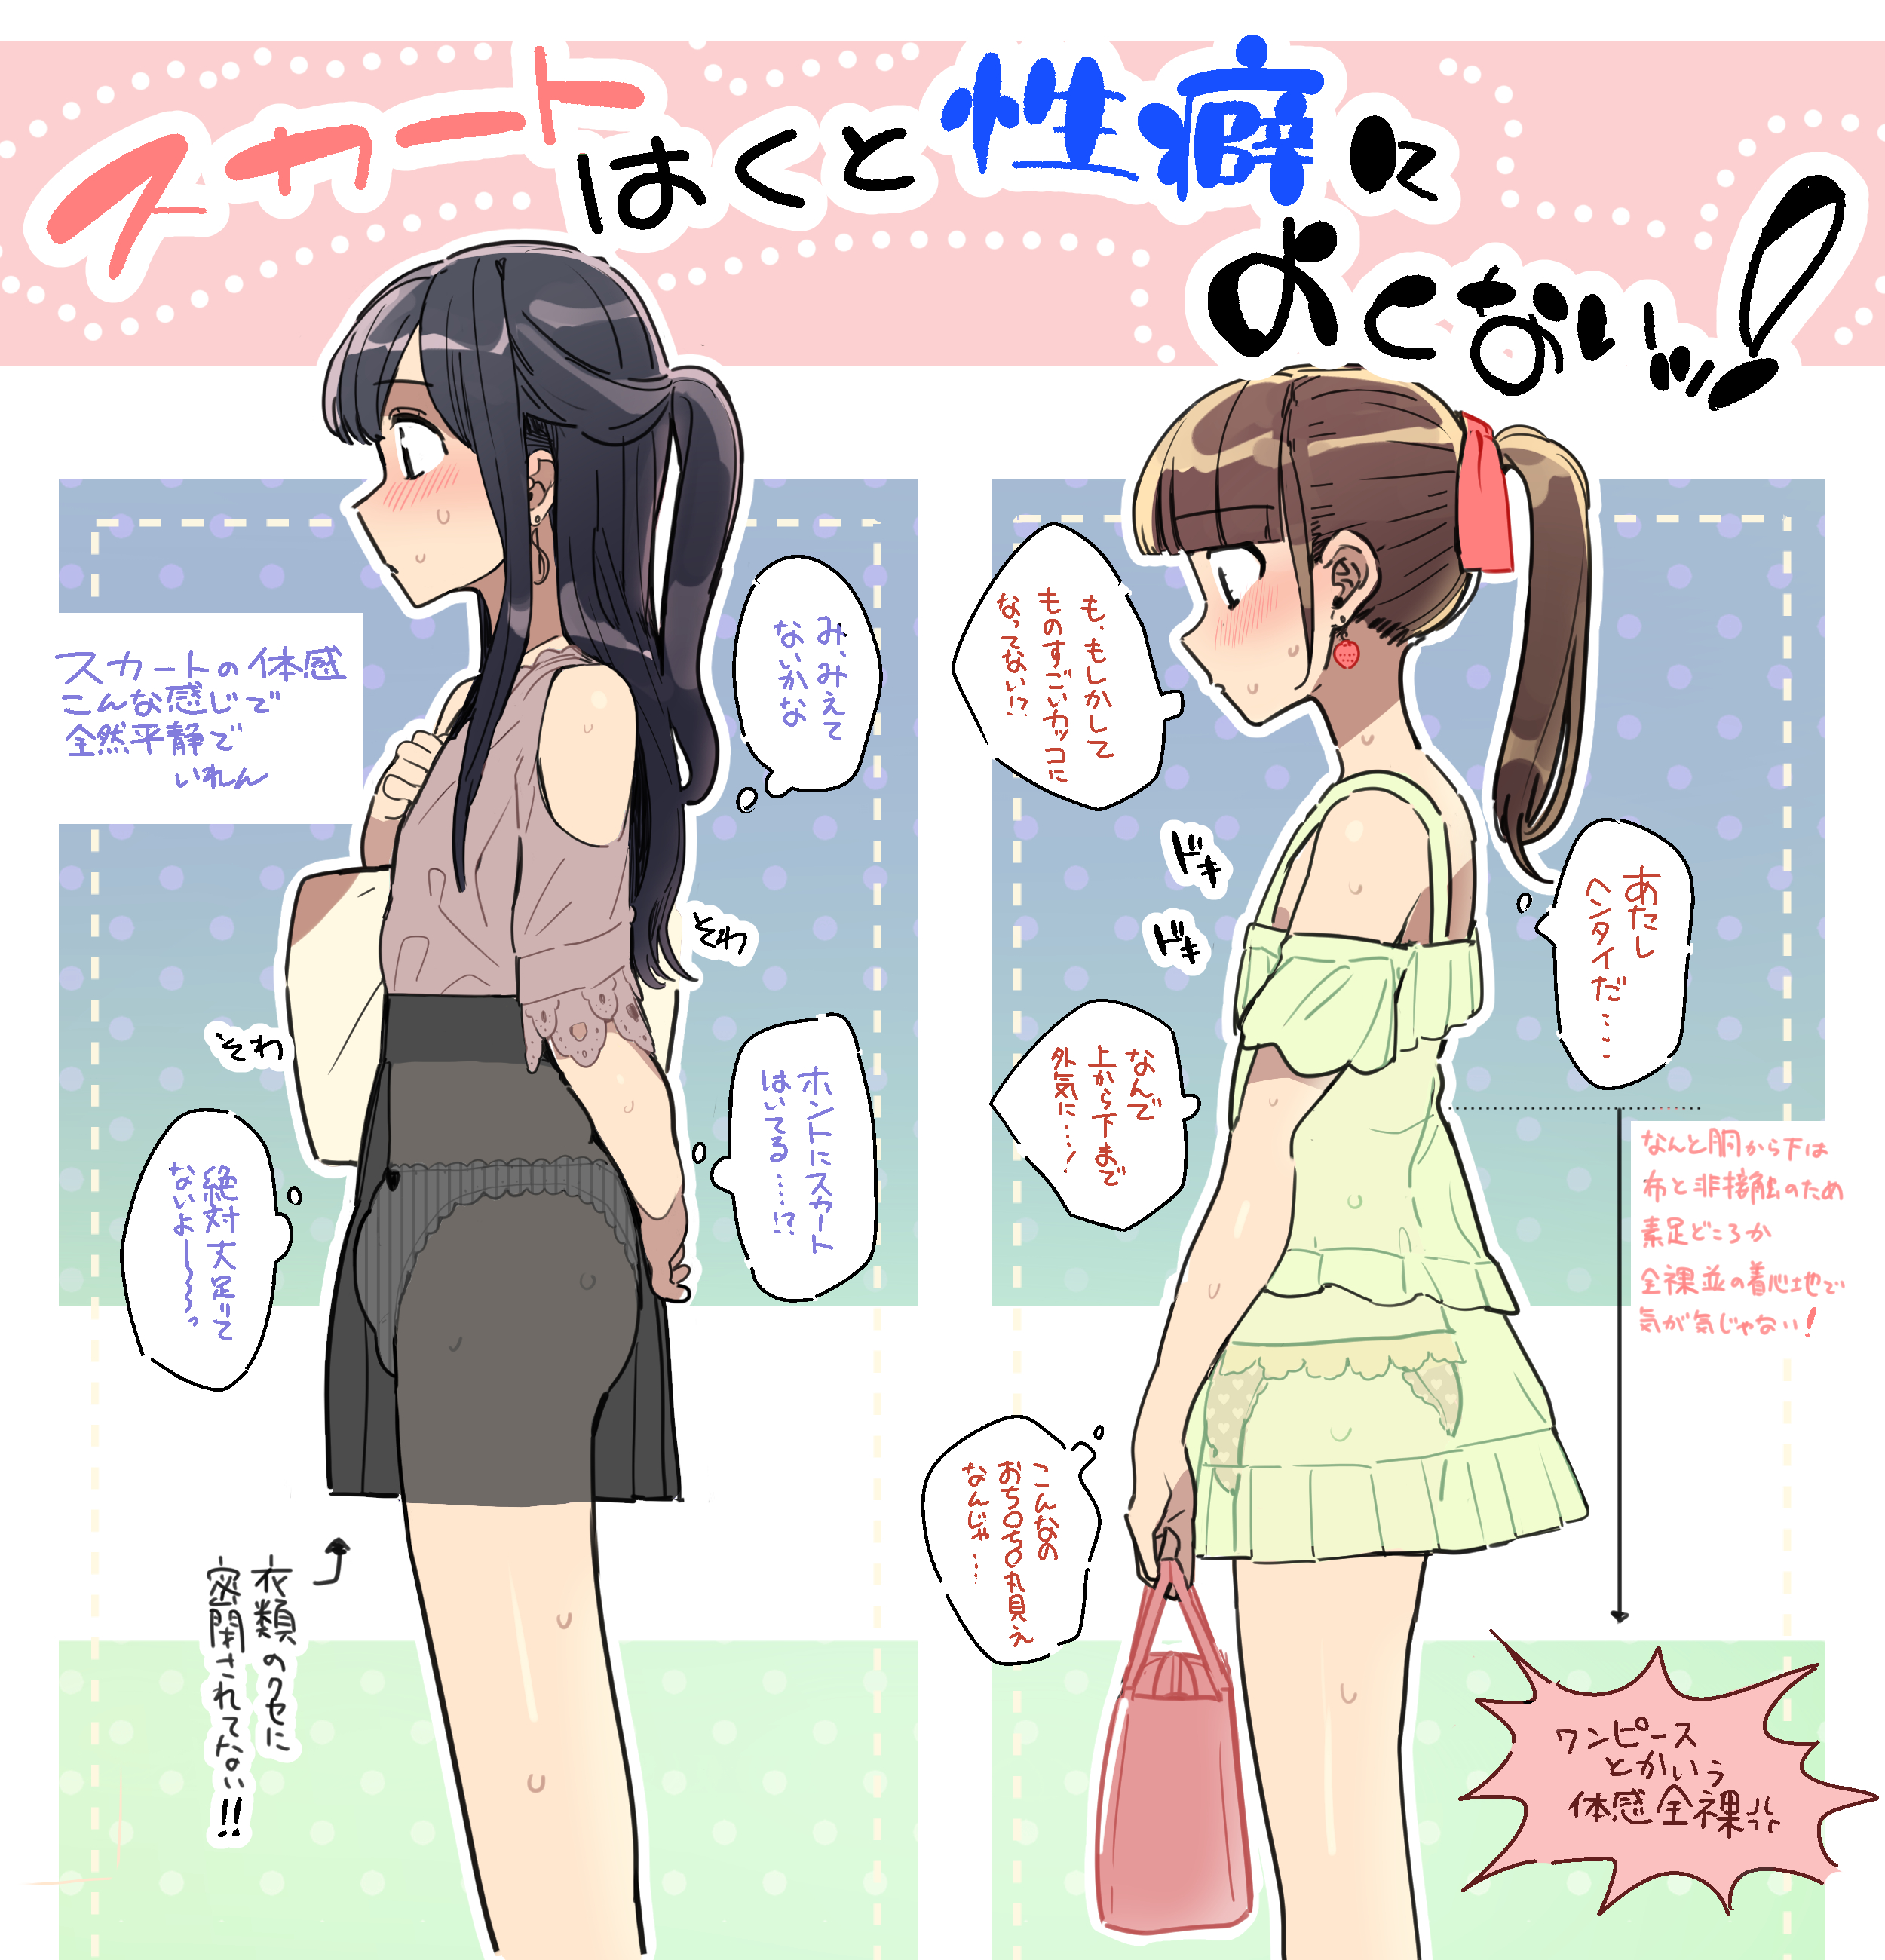 スカートはくと性癖に
よくないッ!
スカートの体感
こんな感じで
全然平静で
いれん
み、みえて
ないかな
そわ
そわ
ホントにスカート
はいてる……!?
絶対丈足りて
ないよ〜〜〜っ
衣類のクセに
密閉されてない!!
も、もしかして
ものすごいカッコに
なってない!?
ドキ
ドキ
あたし
ヘンタイだ……
なんで
上から下まで
外気に……!
なんと胴から下は
布と非接触のため
素足どころか
全裸並の着心地で
気が気じゃない!
こんなの
おち○ち○丸見え
なんじゃ……
ワンピース
とかいう
体感全裸